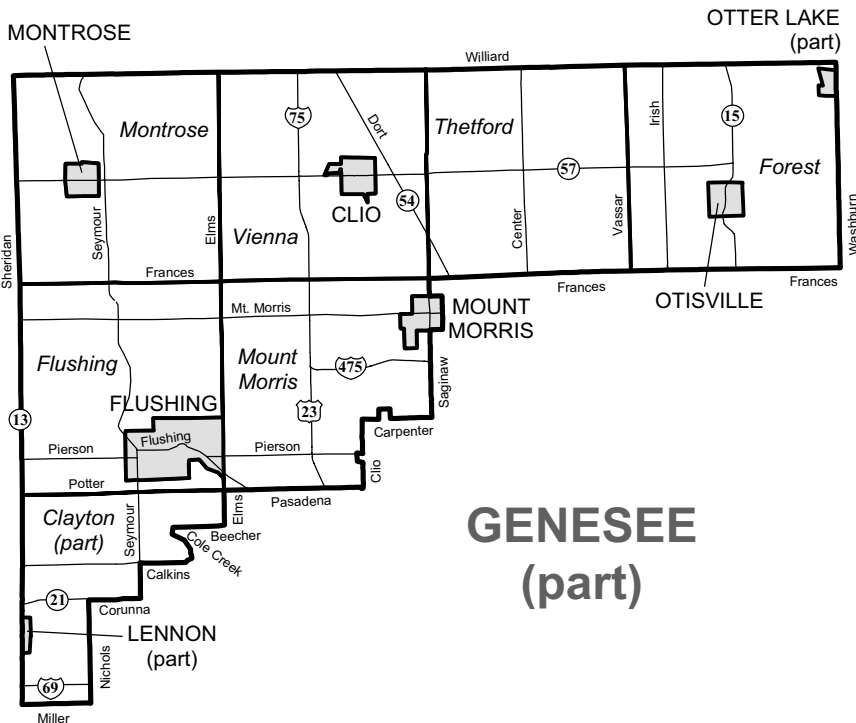 OTTER LAKE
(part)
MONTROSE
Williard
75
Dort
Thetford
Irish
15
Montrose
57
Forest
54
CLIO
Sheridan
Seymour
Elms
Vienna
Center
Vassar
Washburn
Frances
Frances
Frances
OTISVILLE
Mt. Morris
MOUNT
MORRIS
Flushing
Mount
Morris
475
Saginaw
FLUSHING
23
13
Carpenter
Flushing
Pierson
Pierson
Clio
Potter
Pasadena
Elms
Clayton
(part)
Seymour
Beecher
Cole Creek
GENESEE
(part)
Calkins
21
Corunna
LENNON
(part)
Nichols
69
Miller